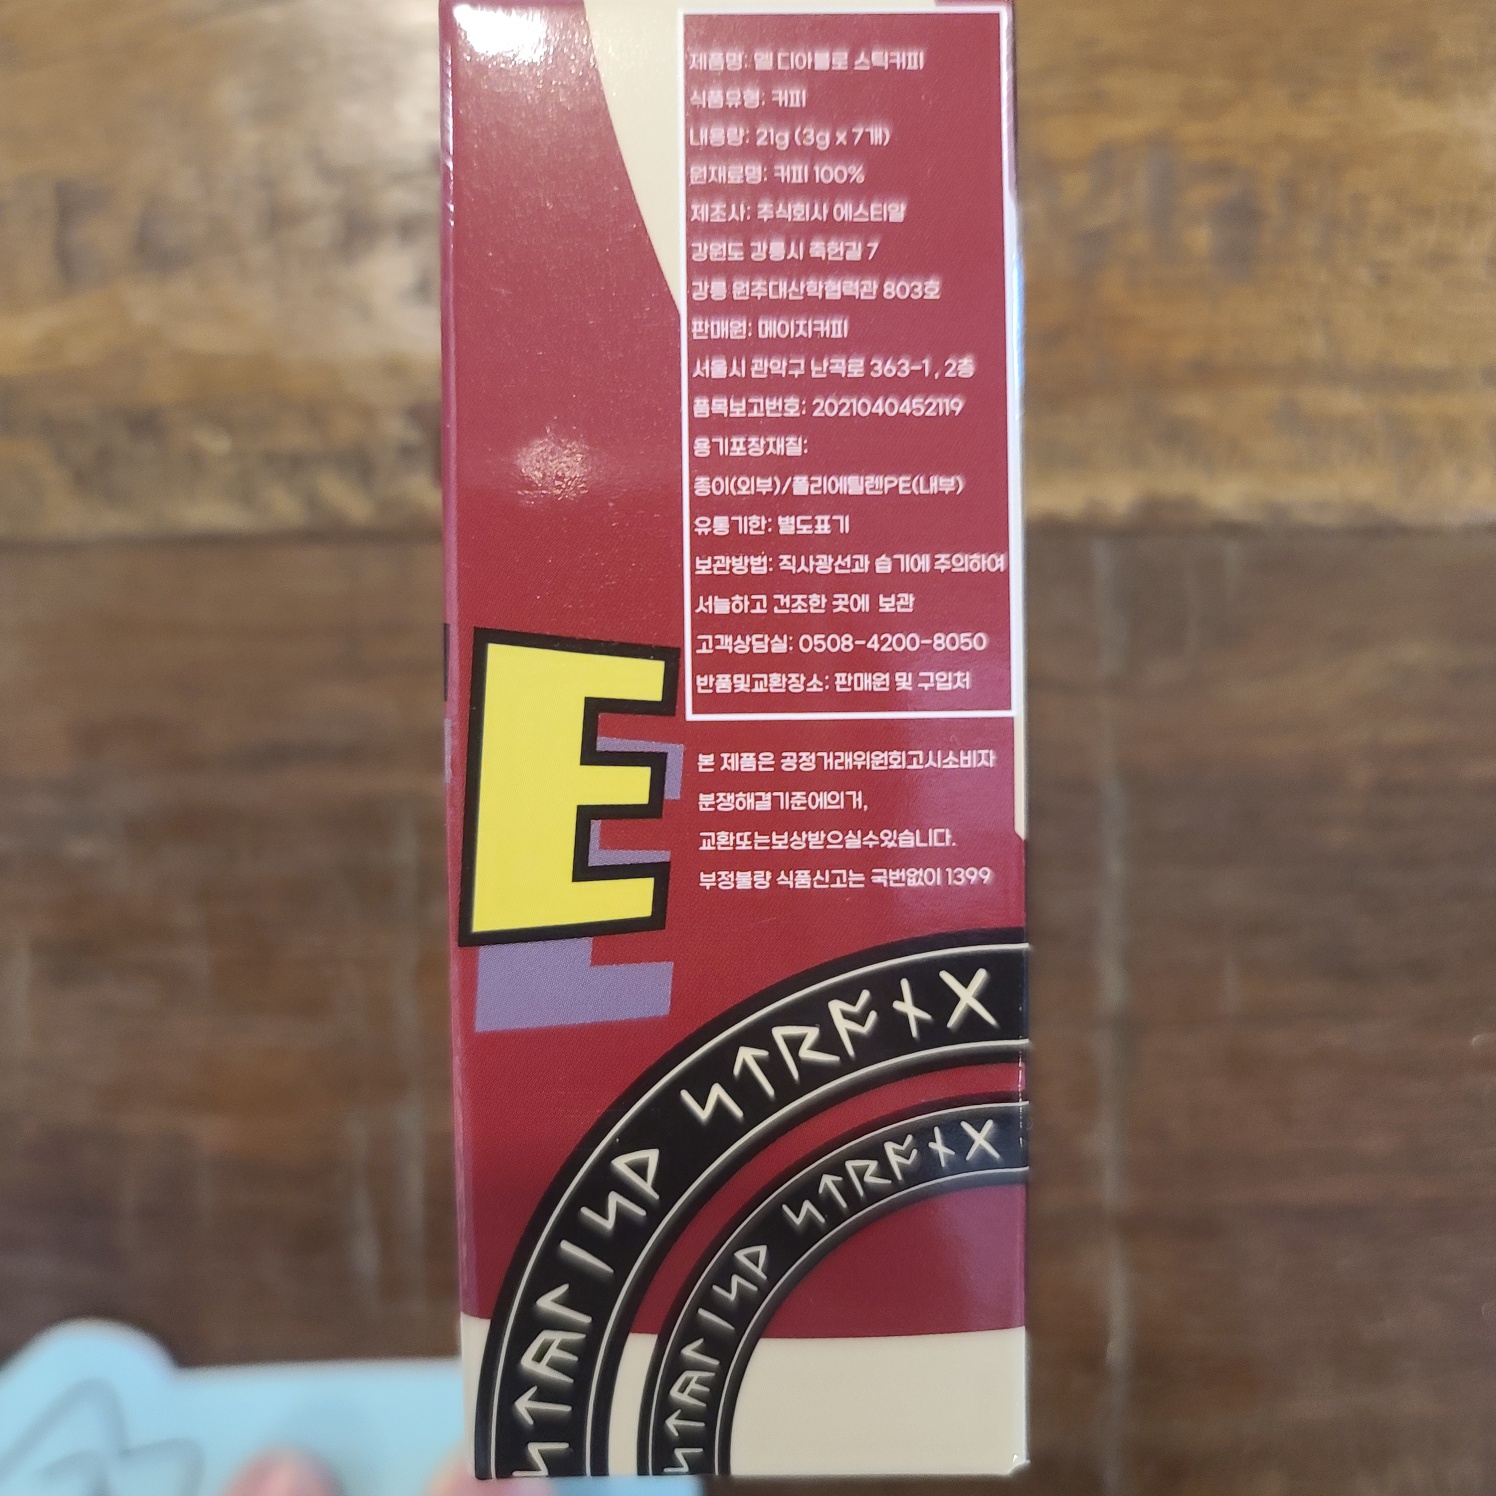 제품명: 엘 디아블로 스틱커피
식품유형: 커피
내용량: 21g (3g x 7개)
원재료명: 커피 100%
제조사: 주식회사 에스티알
강원도 강릉시 죽헌길 7
강릉 원주대산학협력관 803호
판매원: 메이지커피
서울시 관악구 난곡로 363-1 , 2층
품목보고번호: 2021040452119
용기포장재질:
종이(외부)/폴리에틸렌PE(내부)
유통기한: 별도표기
보관방법: 직사광선과 습기에 주의하여
서늘하고 건조한 곳에 보관
고객상담실: 0508-4200-8050
반품및교환장소: 판매원 및 구입처
본 제품은 공정거래위원회고시소비자
분쟁해결기준에의거,
교환또는보상받으실수있습니다.
부정불량 식품신고는 국번없이 1399
E